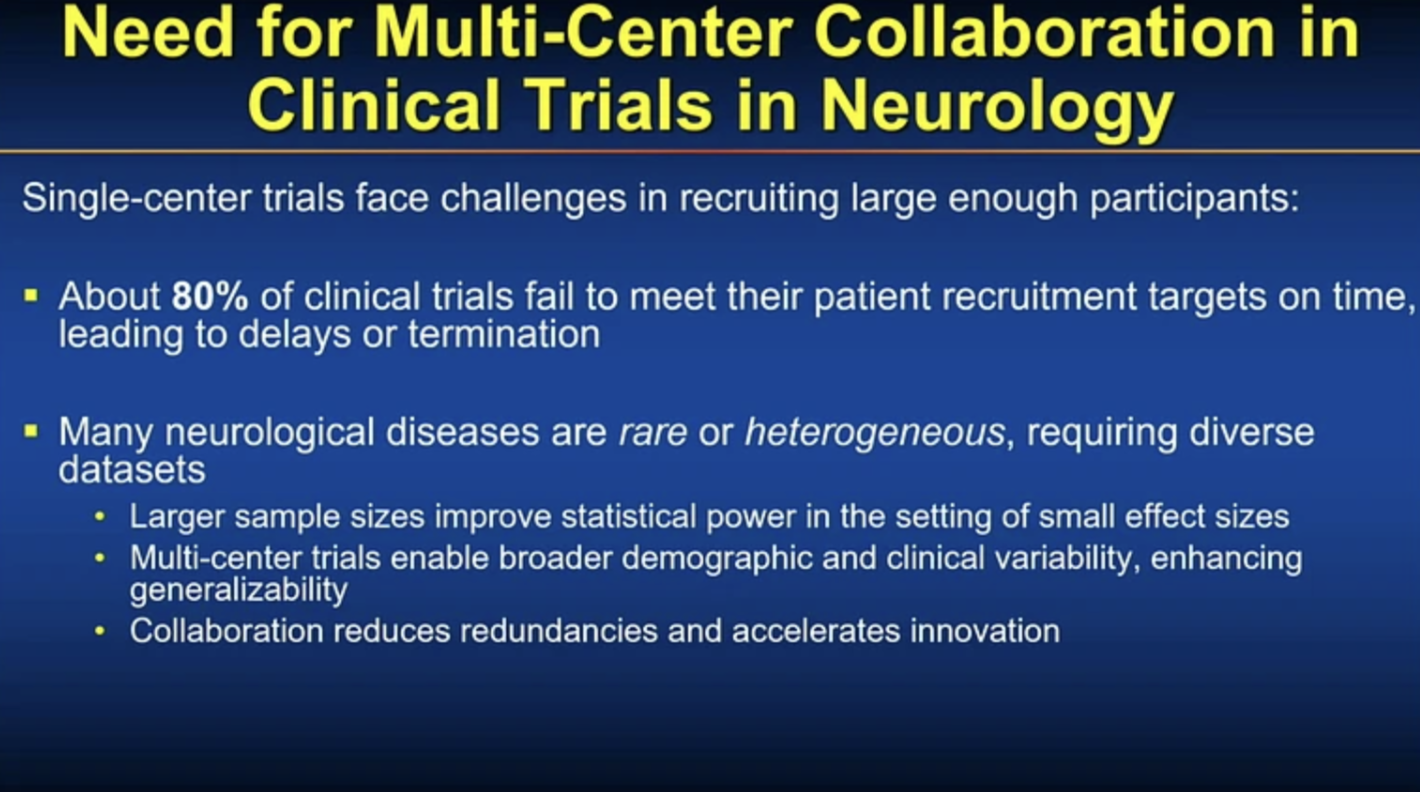 Need for Multi-Center Collaboration in
Clinical Trials in Neurology
Single-center trials face challenges in recruiting large enough participants:
▪ About 80% of clinical trials fail to meet their patient recruitment targets on time,
leading to delays or termination
▪ Many neurological diseases are rare or heterogeneous, requiring diverse
datasets
• Larger sample sizes improve statistical power in the setting of small effect sizes
• Multi-center trials enable broader demographic and clinical variability, enhancing
generalizability
• Collaboration reduces redundancies and accelerates innovation